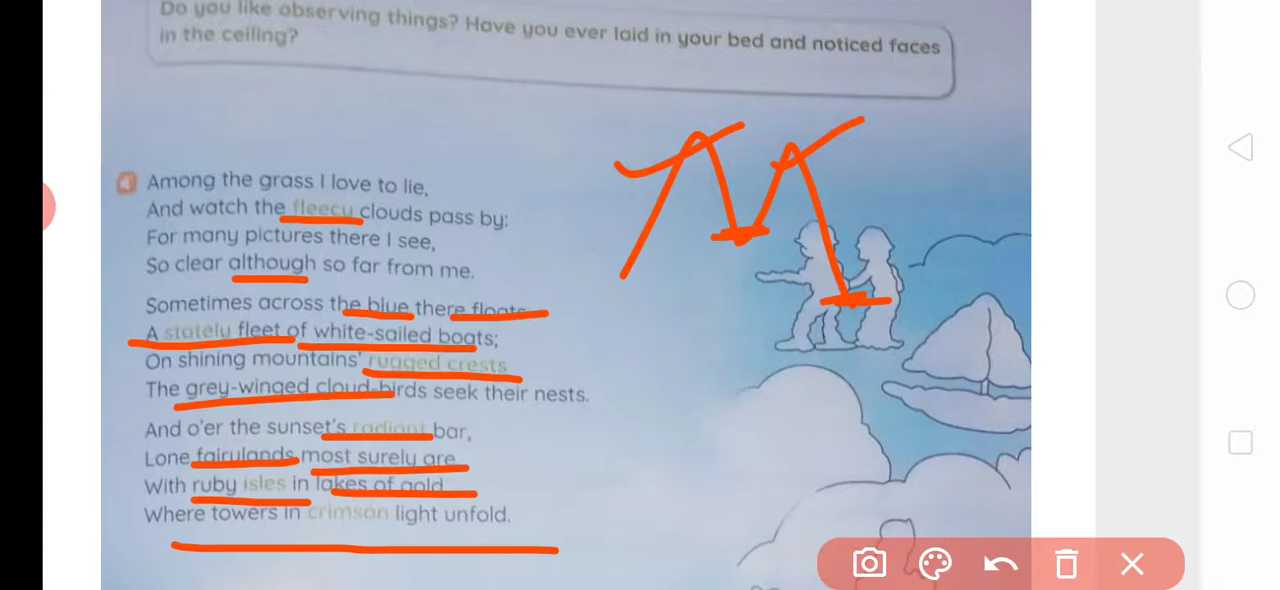 Do you like observing things? Have you ever laid in your bed and noticed faces
in the ceiling?
Among the grass I love to lie,
And watch the fleecy clouds pass by;
For many pictures there I see,
So clear although so far from me.
Sometimes across the blue there floats
A stately fleet of white-sailed boats;
On shining mountains' rugged crests
The grey-winged cloud-birds seek their nests.
And o'er the sunset's radiant bar,
Lone fairylands most surely are
With ruby isles in lakes of gold
Where towers in crimson light unfold.